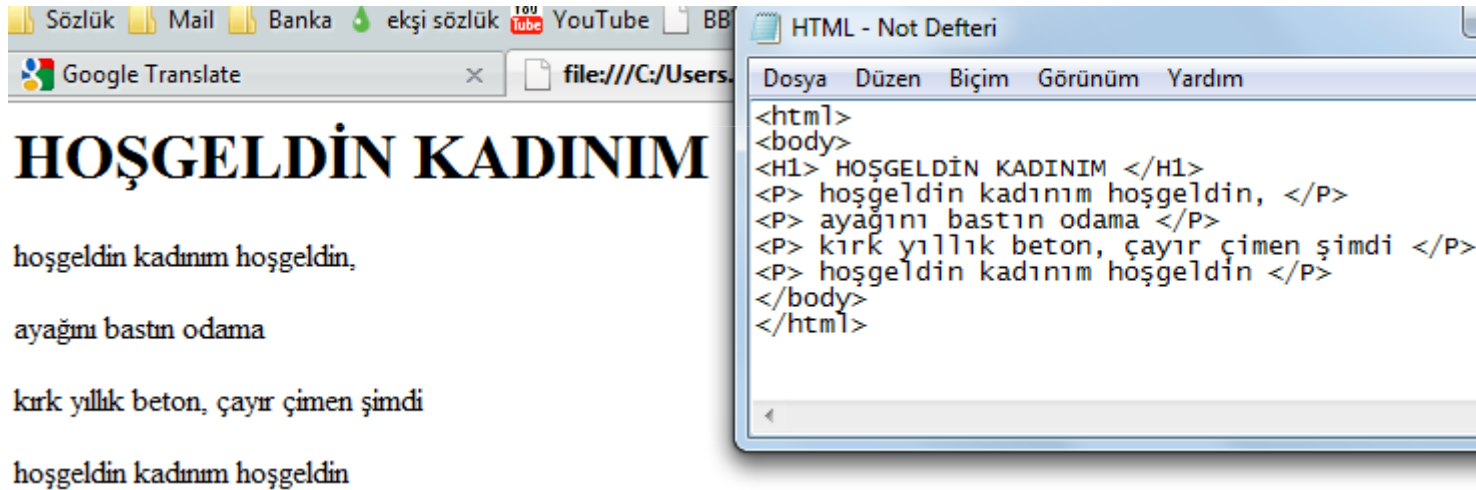 Sözlük Mail Banka ekşi sözlük You Tube YouTube BB
Google Translate file:///C:/Users.
HOŞGELDİN KADINIM
hoşgeldin kadınım hoşgeldin,
ayağını bastın odama
kırk yıllık beton, çayır çimen şimdi
hoşgeldin kadınım hoşgeldin
HTML - Not Defteri
Dosya Düzen Biçim Görünüm Yardım
<html>
<body>
<H1> HOŞGELDİN KADINIM </H1>
<P> hoşgeldin kadınım hoşgeldin, </P>
<P> ayağını bastın odama </P>
<P> kırk yıllık beton, çayır çimen şimdi </P>
<P> hoşgeldin kadınım hoşgeldin </P>
</body>
</html>